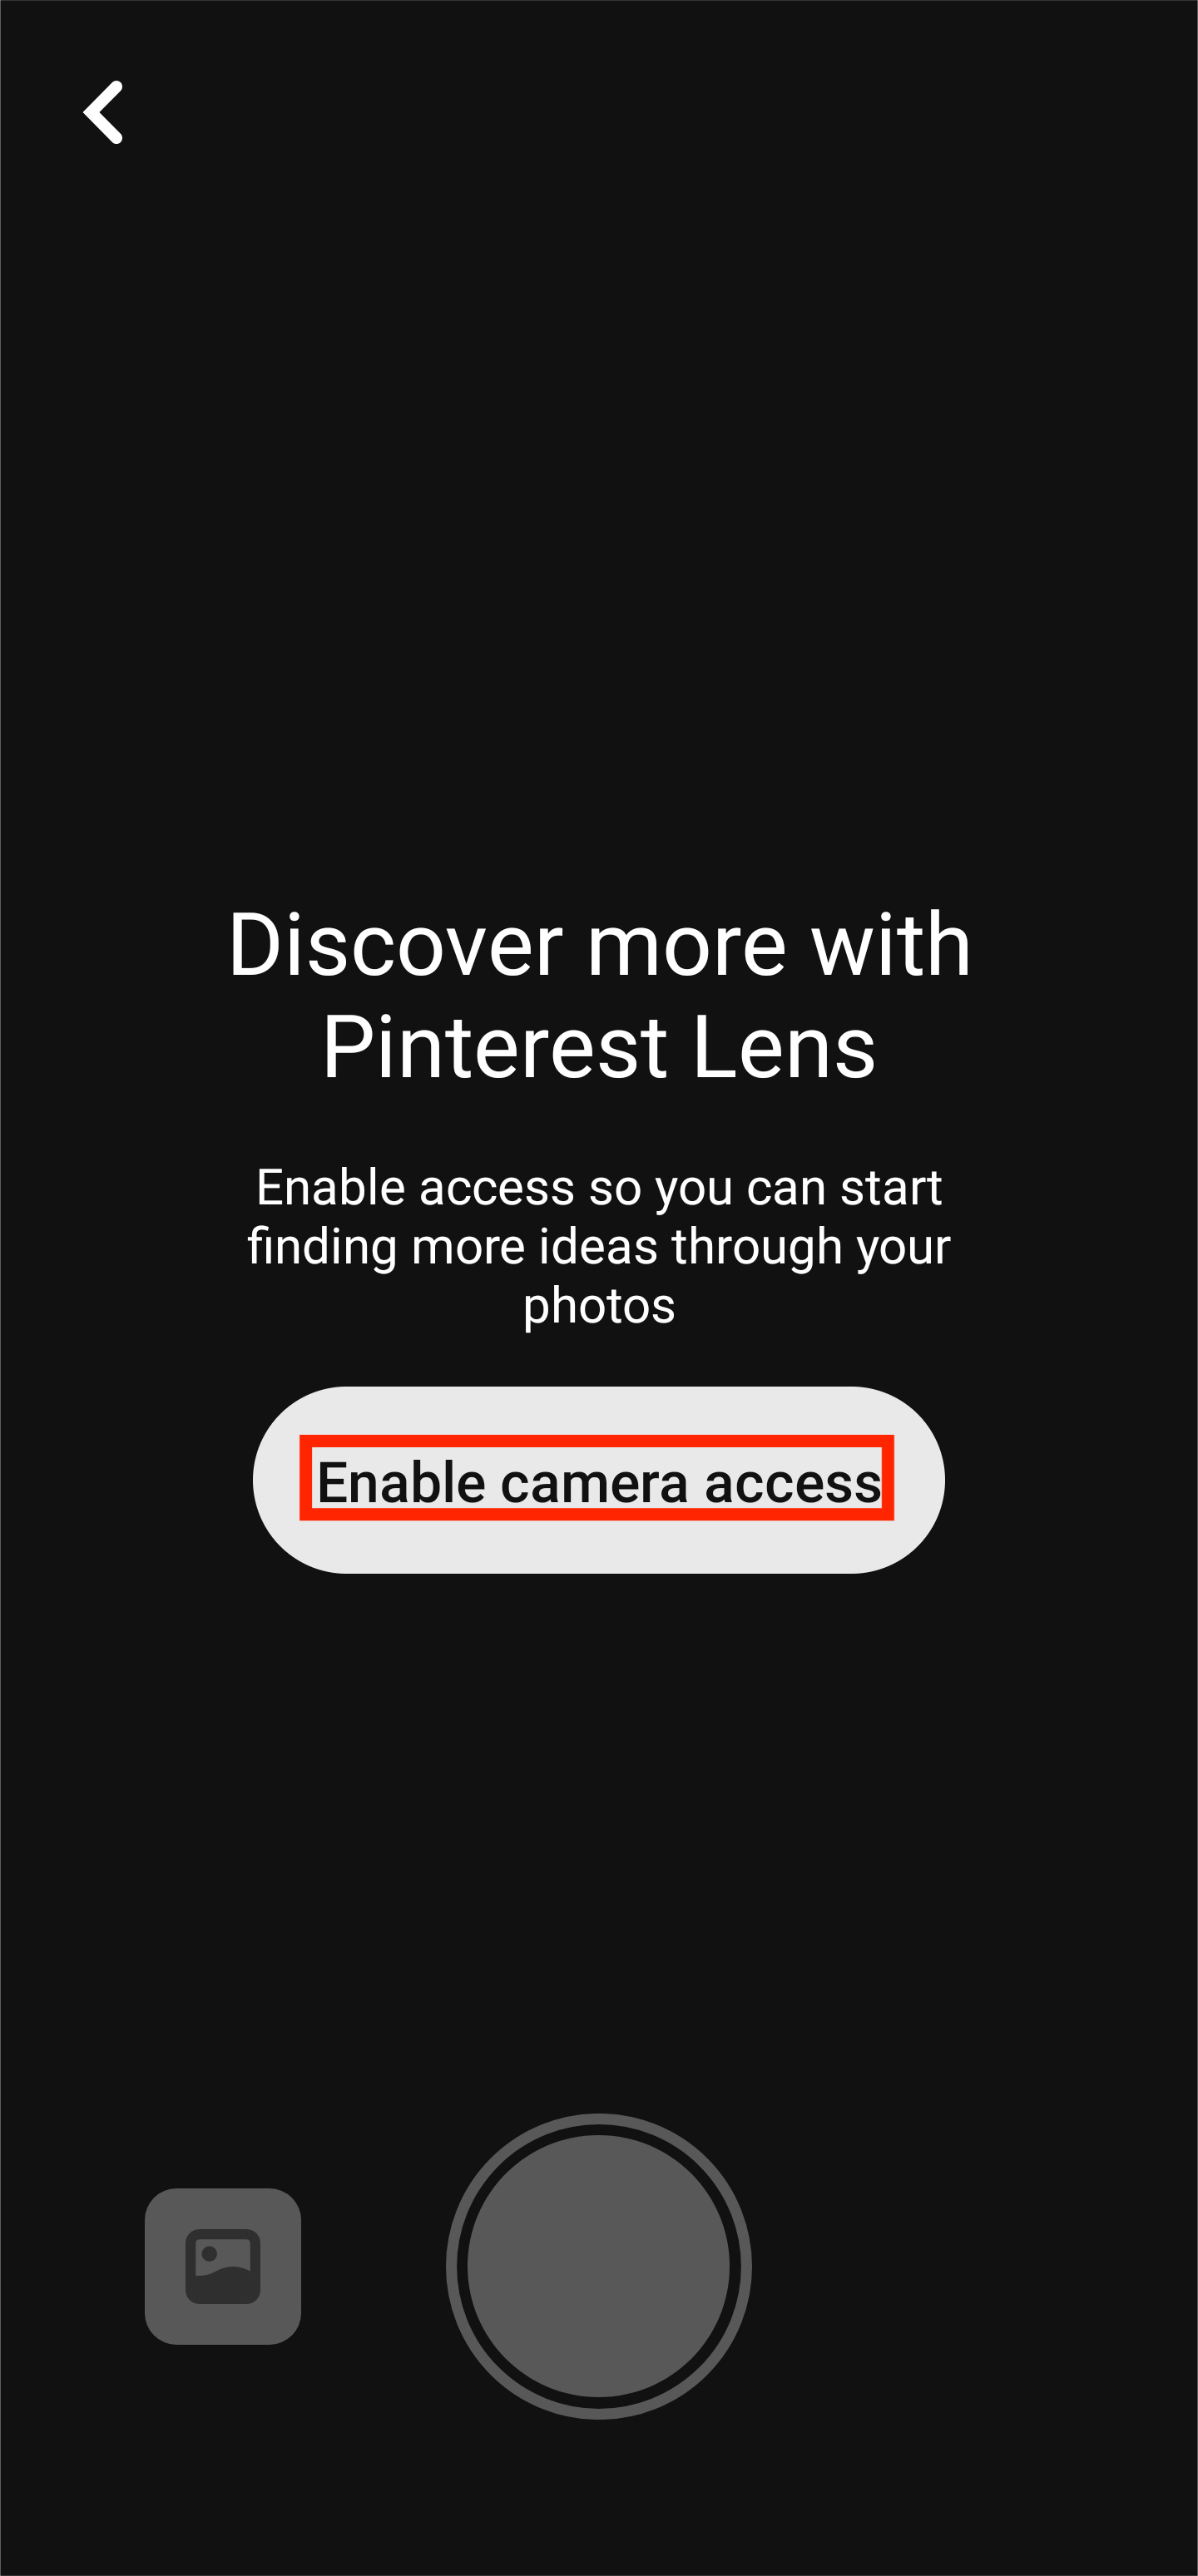 Discover more with
Pinterest Lens
Enable access so you can start
finding more ideas through your
photos
Enable camera access